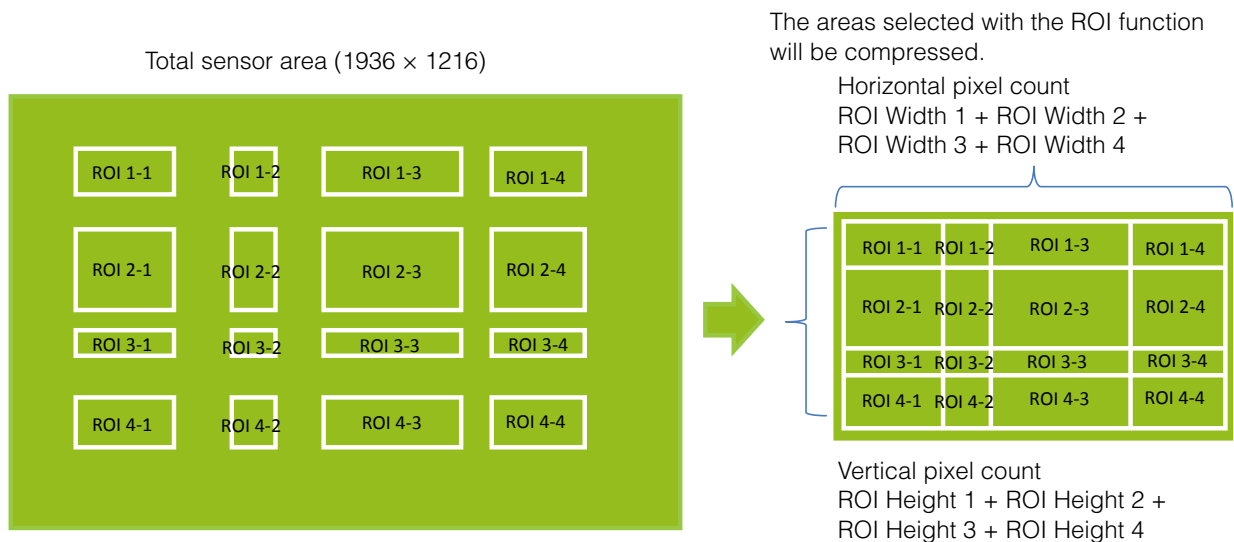 Total sensor area (1936 × 1216)
ROI 1-1 ROI 1-2 ROI 1-3 ROI 1-4
ROI 2-1 ROI 2-2 ROI 2-3 ROI 2-4
ROI 3-1 ROI 3-2 ROI 3-3 ROI 3-4
ROI 4-1 ROI 4-2 ROI 4-3 ROI 4-4
The areas selected with the ROI function
will be compressed.
Horizontal pixel count
ROI Width 1 + ROI Width 2 +
ROI Width 3 + ROI Width 4
ROI 1-1 ROI 1-2 ROI 1-3 ROI 1-4
ROI 2-1 ROI 2-2 ROI 2-3 ROI 2-4
ROI 3-1 ROI 3-2 ROI 3-3 ROI 3-4
ROI 4-1 ROI 4-2 ROI 4-3 ROI 4-4
Vertical pixel count
ROI Height 1 + ROI Height 2 +
ROI Height 3 + ROI Height 4